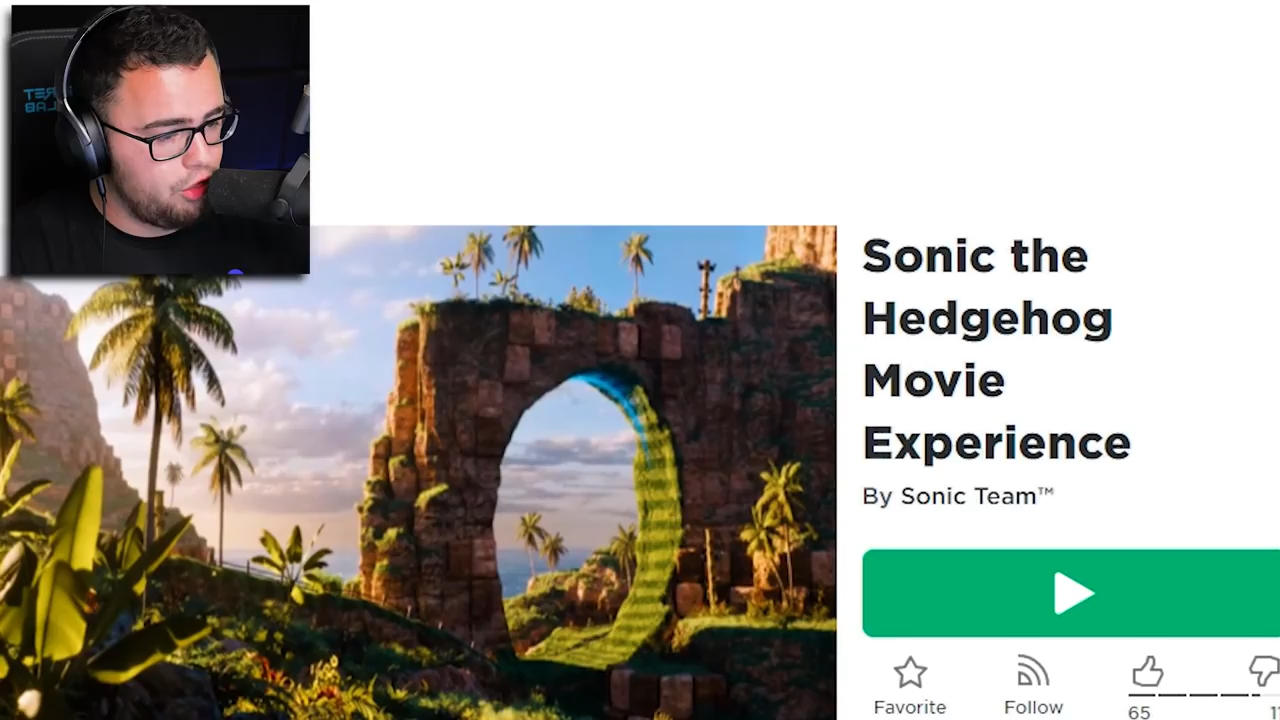 Sonic the
Hedgehog
Movie
Experience
By Sonic Team™
Favorite
Follow
65